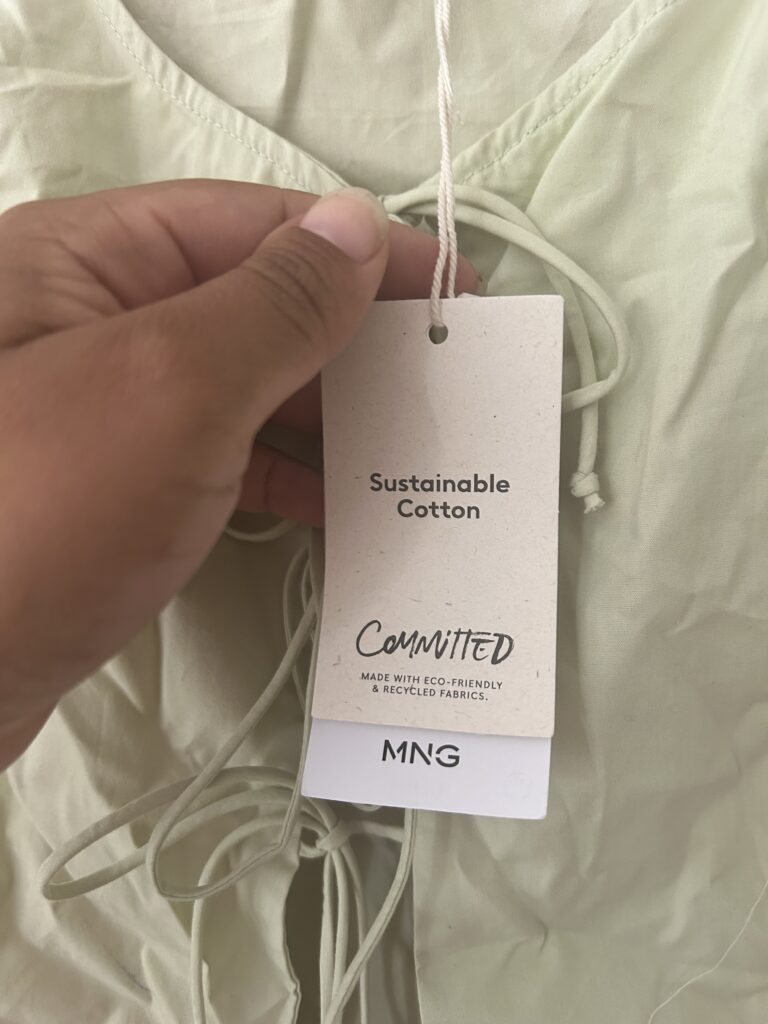 Sustainable
Cotton
COMMITTED
MADE WITH ECO-FRIENDLY
& RECYCLED FABRICS.
MNG